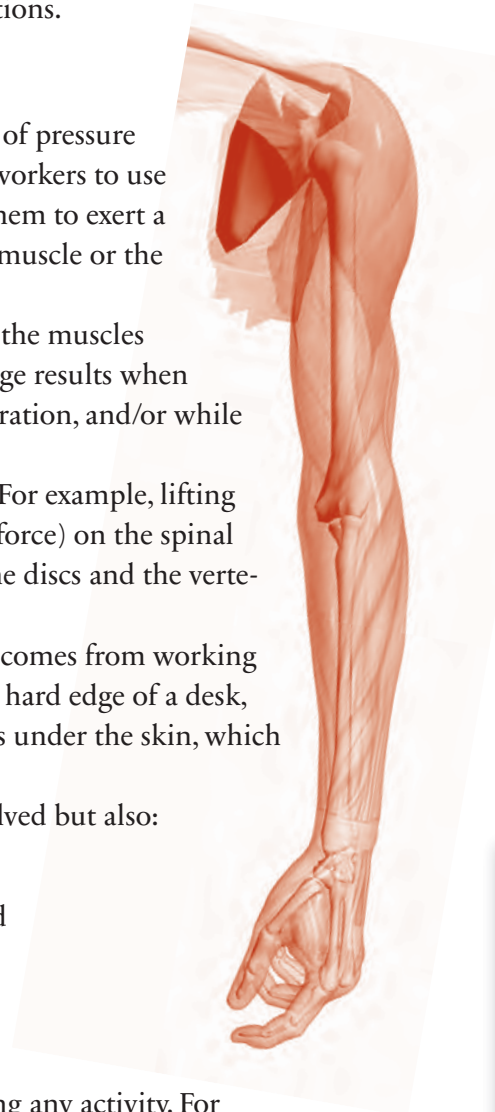 tions.
of pressure
workers to use
hem to exert a
muscle or the
the muscles
ge results when
ration, and/or while
For example, lifting
force) on the spinal
e discs and the verte-
comes from working
hard edge of a desk,
s under the skin, which
lved but also:
d
ng any activity. For